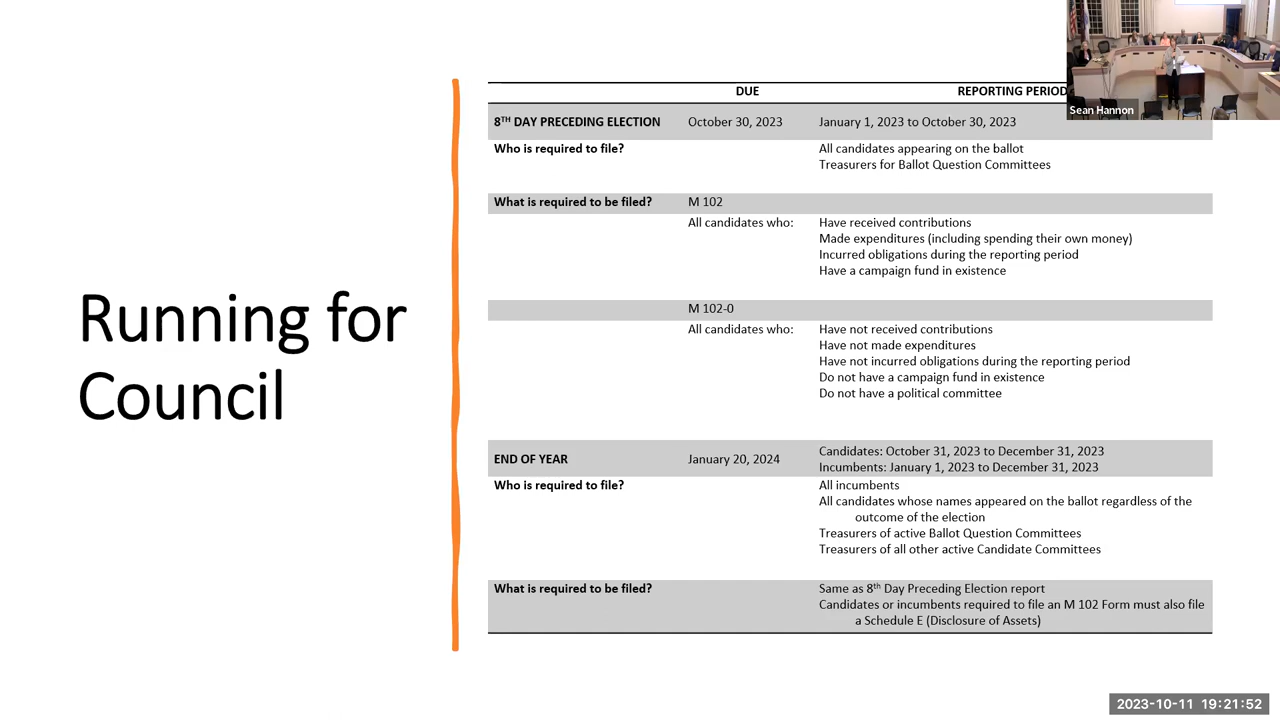 Running for
Council
DUE REPORTING PERIOD
8TH DAY PRECEDING ELECTION October 30, 2023 January 1, 2023 to October 30, 2023
Who is required to file? All candidates appearing on the ballot
Treasurers for Ballot Question Committees
What is required to be filed? M 102
All candidates who: Have received contributions
Made expenditures (including spending their own money)
Incurred obligations during the reporting period
Have a campaign fund in existence
M 102-0
All candidates who: Have not received contributions
Have not made expenditures
Have not incurred obligations during the reporting period
Do not have a campaign fund in existence
Do not have a political committee
END OF YEAR January 20, 2024 Candidates: October 31, 2023 to December 31, 2023
Incumbents: January 1, 2023 to December 31, 2023
Who is required to file? All incumbents
All candidates whose names appeared on the ballot regardless of the
outcome of the election
Treasurers of active Ballot Question Committees
Treasurers of all other active Candidate Committees
What is required to be filed? Same as 8th Day Preceding Election report
Candidates or incumbents required to file an M 102 Form must also file
a Schedule E (Disclosure of Assets)
Sean Hannon
2023-10-11 19:21:52